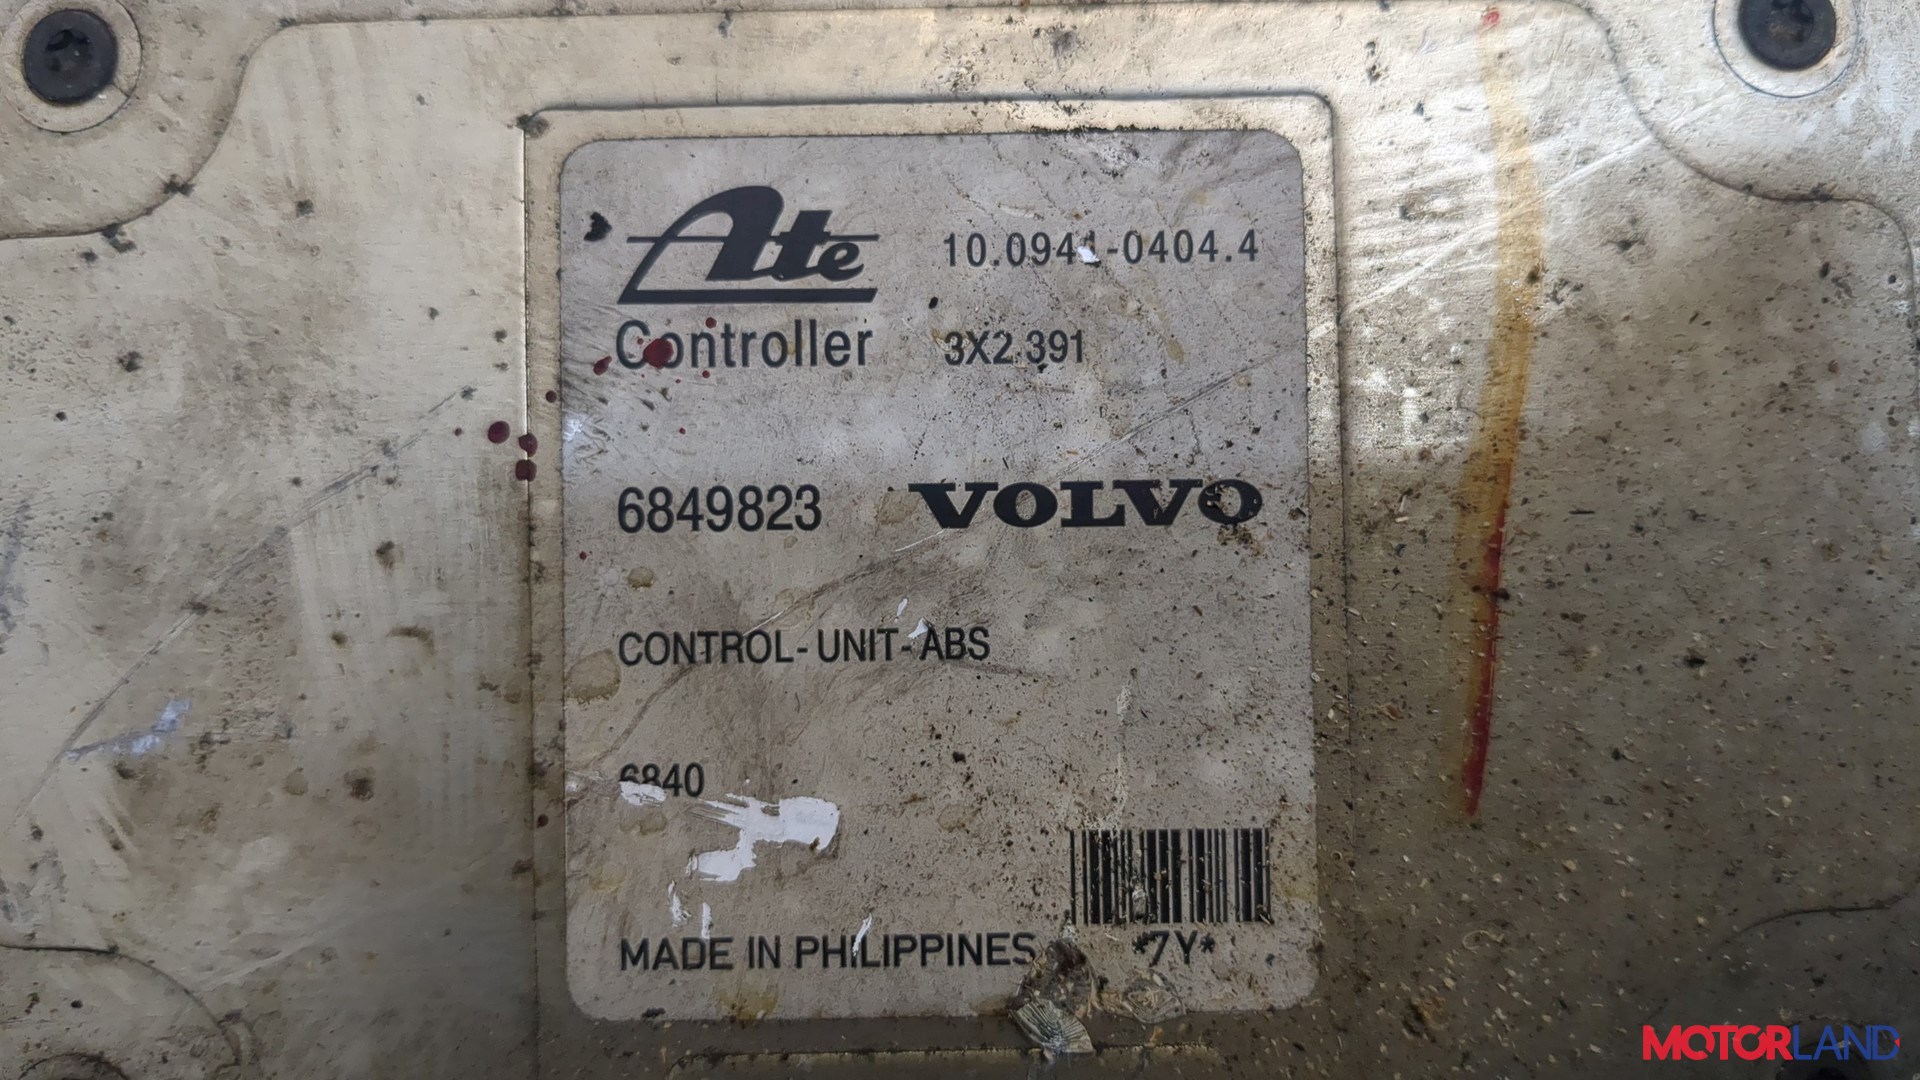 Ate 10.0941-0404.4
Controller 3X2.391
6849823 VOLVO
CONTROL-UNIT-ABS
6840
MADE IN PHILIPPINES *7Y*
MOTORLAND